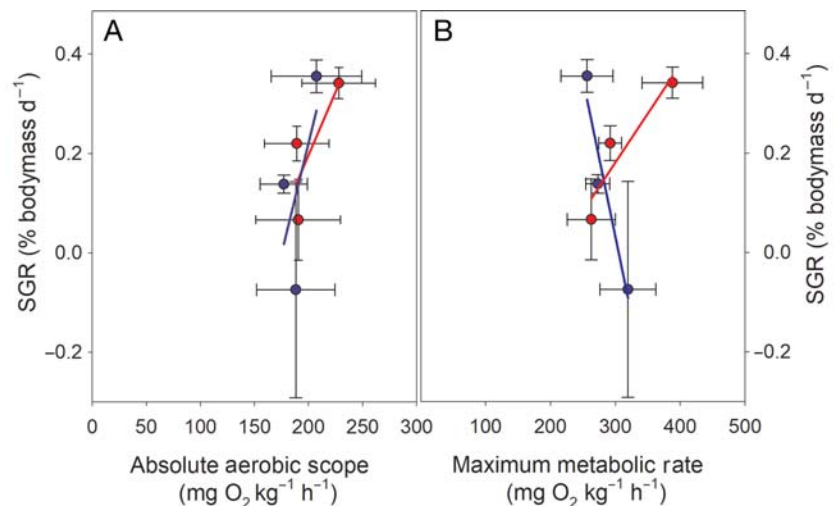 A
B
SGR (% bodymass d⁻¹)
0.4
0.2
0.0
−0.2
0 50 100 150 200 250 300
Absolute aerobic scope
(mg O₂ kg⁻¹ h⁻¹)
100 200 300 400 500
Maximum metabolic rate
(mg O₂ kg⁻¹ h⁻¹)
0.4
0.2
0.0
−0.2
SGR (% bodymass d⁻¹)